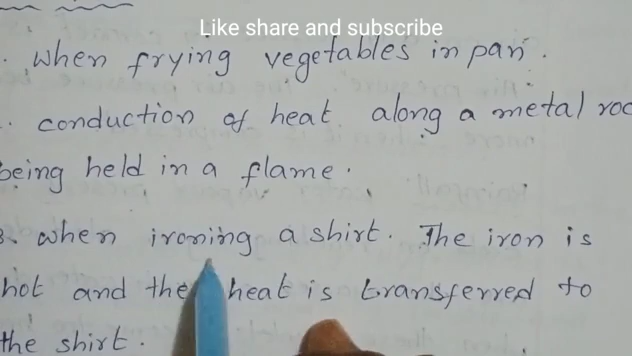 Like share and subscribe
. when frying vegetables in pan.
. conduction of heat along a metal
being held in a flame.
3. when ironing a shirt. The iron is
hot and the heat is transferred to
the shirt.